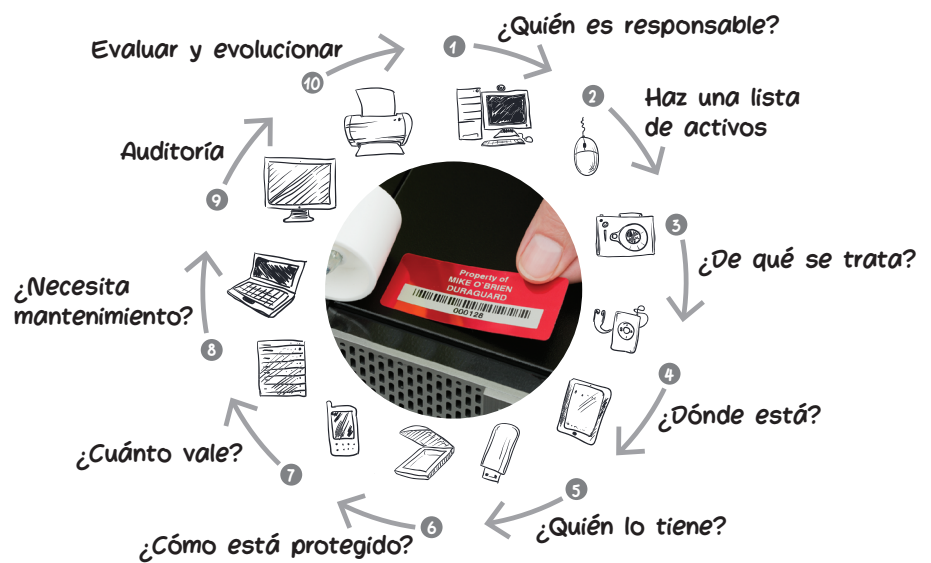 1
¿Quién es responsable?
2
Haz una lista
de activos
3
¿De qué se trata?
4
¿Dónde está?
5
¿Quién lo tiene?
6
¿Cómo está protegido?
7
¿Cuánto vale?
8
¿Necesita
mantenimiento?
9
Auditoría
10
Evaluar y evolucionar
Property of
MIKE O'BRIEN
DURAGUARD
000128